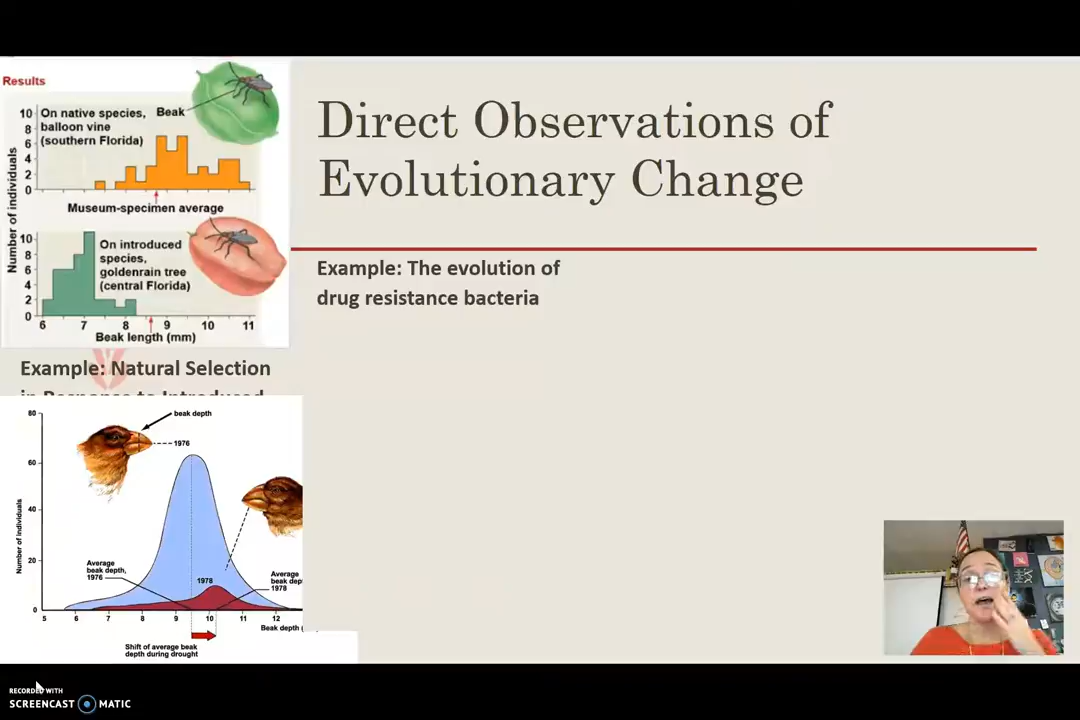 Results
On native species,
balloon vine
(southern Florida)
Beak
10
8
6
4
2
0
Museum-specimen average
Number of individuals
On introduced
species,
goldenrain tree
(central Florida)
10
8
6
4
2
0
6 7 8 9 10 11
Beak length (mm)
Example: Natural Selection
in Response to Introduced
Direct Observations of
Evolutionary Change
Example: The evolution of
drug resistance bacteria
beak depth
1976
80
60
40
20
0
Number of individuals
Average
beak depth,
1976
1978
Average
beak dep
1978
5 6 7 8 9 10 11 12
Beak depth
Shift of average beak
depth during drought
RECORDED WITH
SCREENCAST MATIC